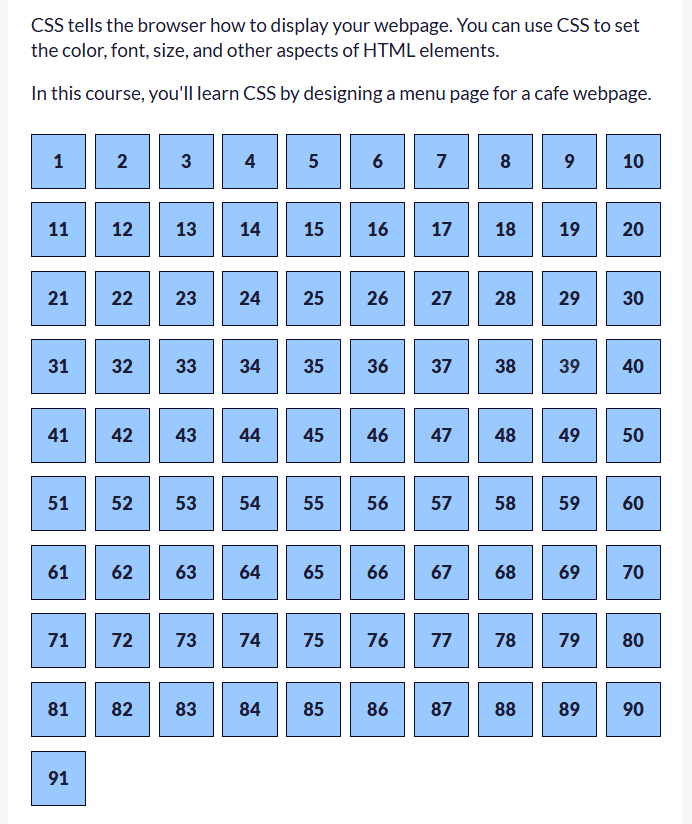 CSS tells the browser how to display your webpage. You can use CSS to set
the color, font, size, and other aspects of HTML elements.
In this course, you'll learn CSS by designing a menu page for a cafe webpage.
1 2 3 4 5 6 7 8 9 10
11 12 13 14 15 16 17 18 19 20
21 22 23 24 25 26 27 28 29 30
31 32 33 34 35 36 37 38 39 40
41 42 43 44 45 46 47 48 49 50
51 52 53 54 55 56 57 58 59 60
61 62 63 64 65 66 67 68 69 70
71 72 73 74 75 76 77 78 79 80
81 82 83 84 85 86 87 88 89 90
91